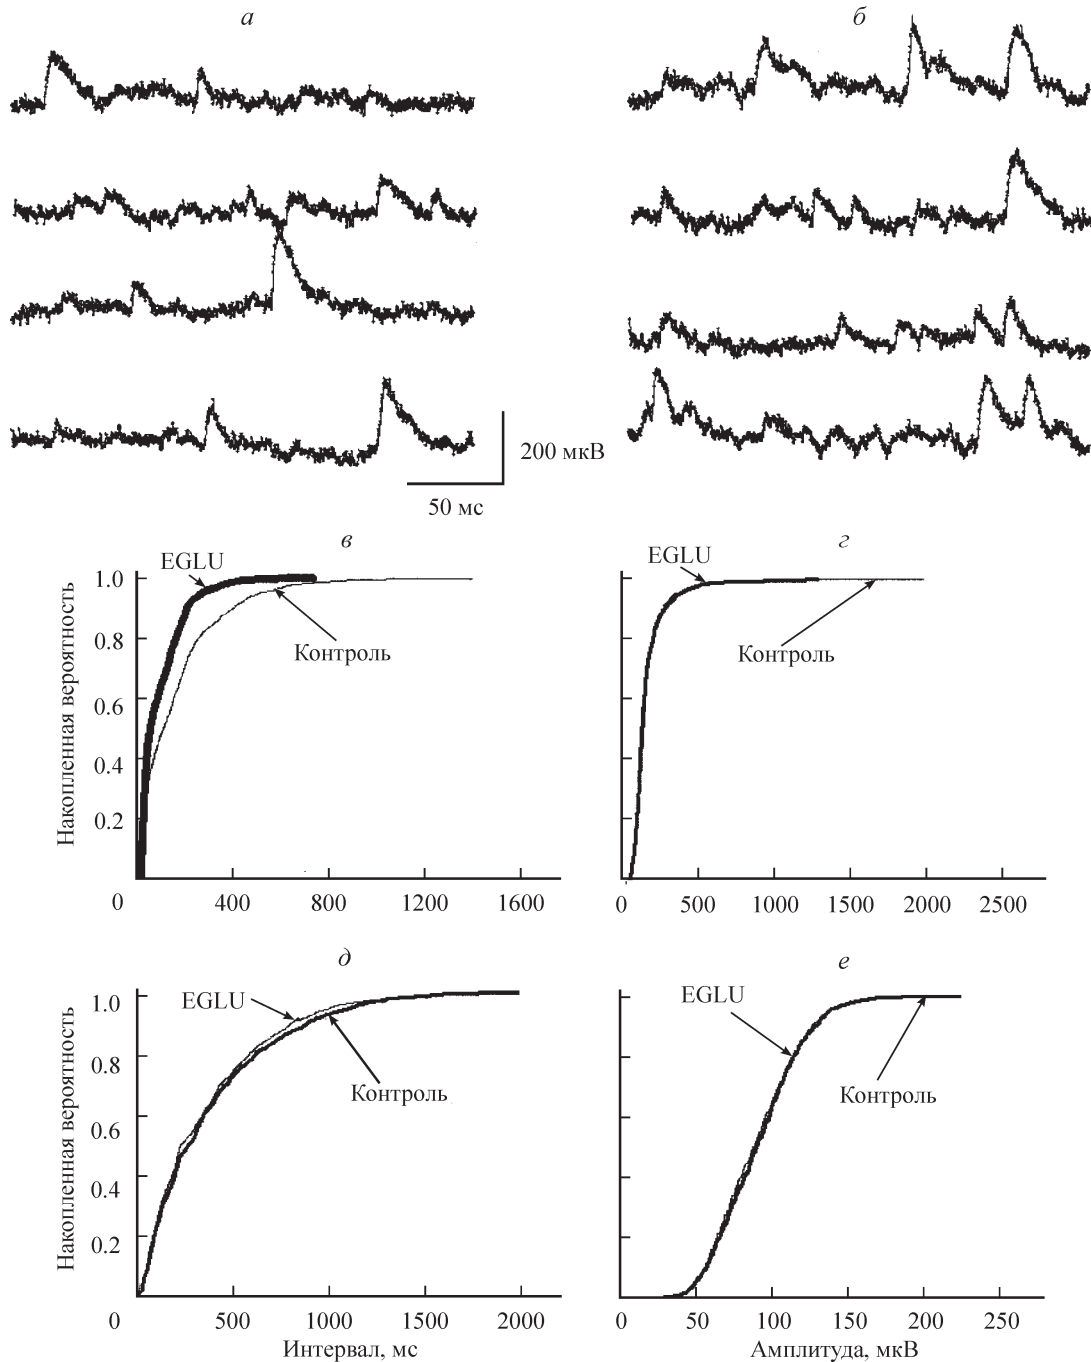 а
б
200 мкВ
50 мс
в
г
EGLU
Контроль
Накопленная вероятность
1.0
0.8
0.6
0.4
0.2
0
400
800
1200
1600
EGLU
Контроль
0
500
1000
1500
2000
2500
д
е
EGLU
Контроль
Накопленная вероятность
1.0
0.8
0.6
0.4
0.2
0
500
1000
1500
2000
Интервал, мс
EGLU
Контроль
0
50
100
150
200
250
Амплитуда, мкВ